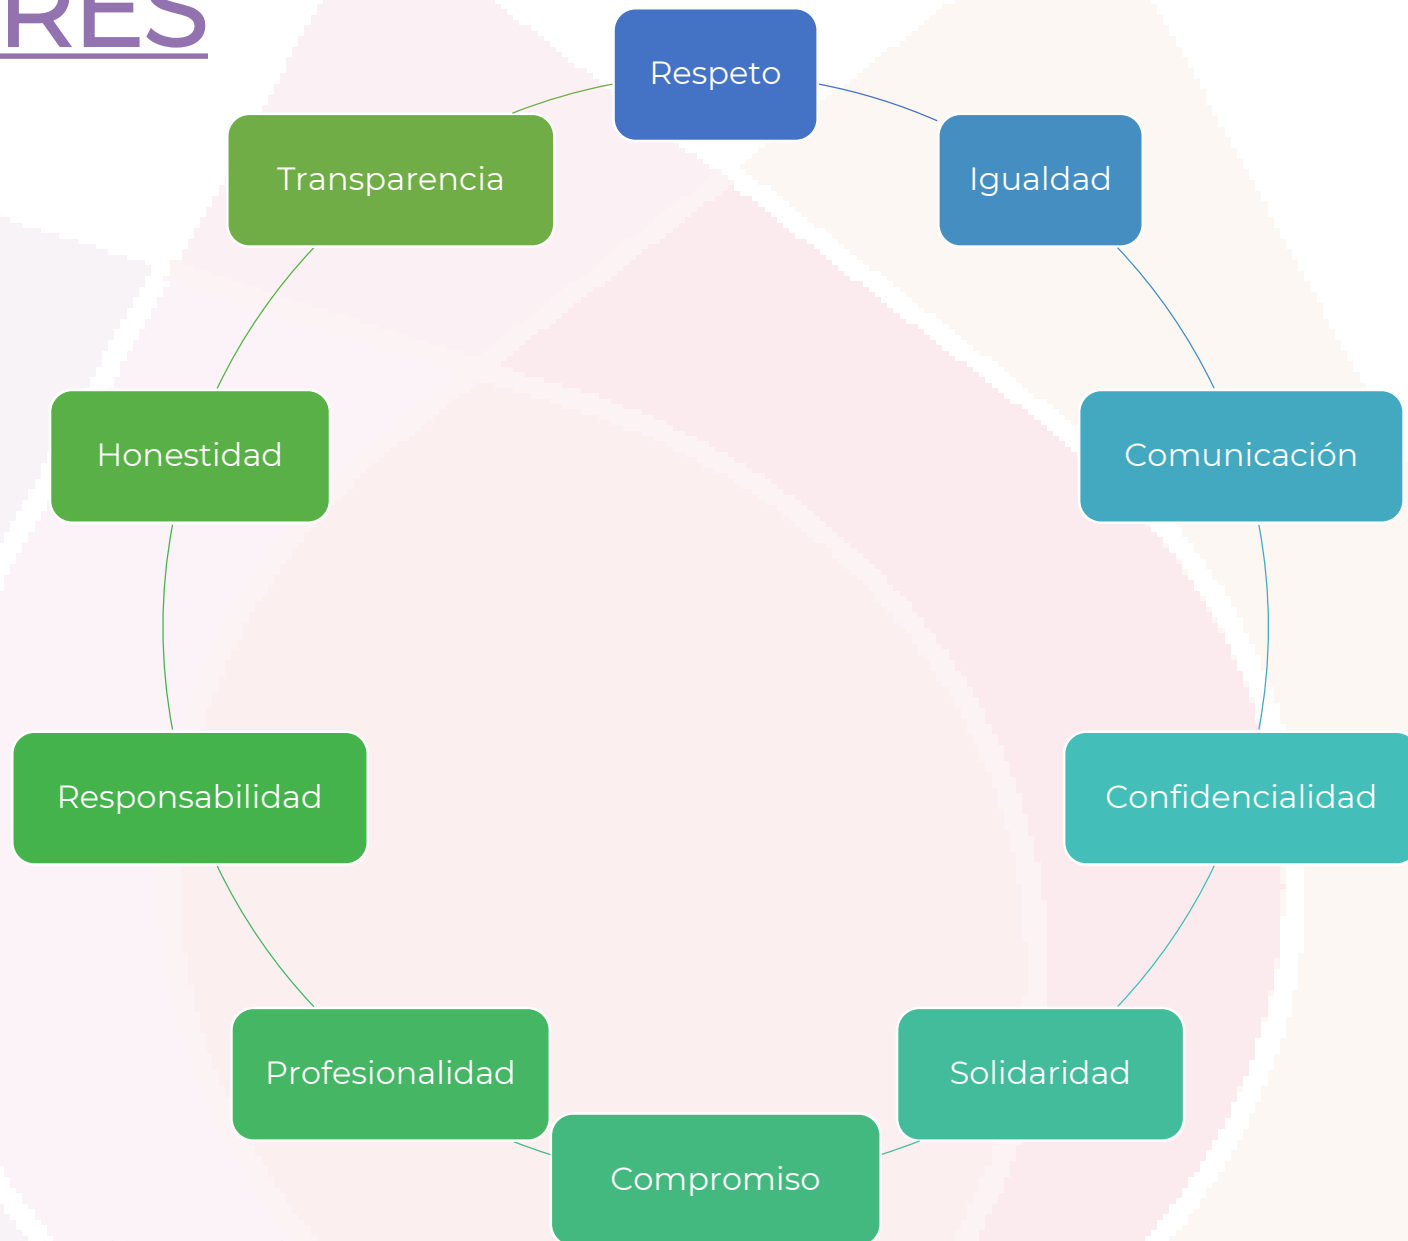 RES
Respeto
Igualdad
Comunicación
Confidencialidad
Solidaridad
Compromiso
Profesionalidad
Responsabilidad
Honestidad
Transparencia